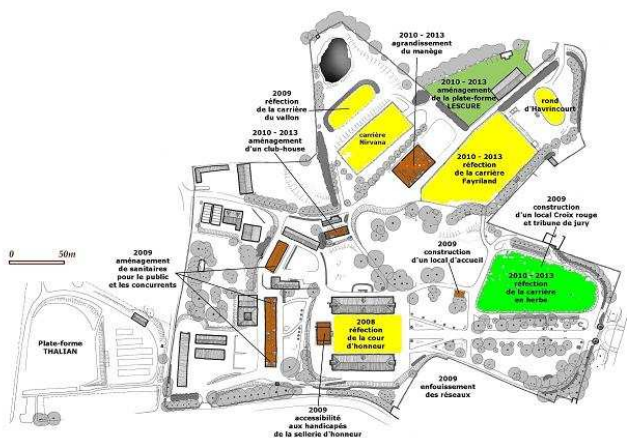 2010 - 2013
agrandissement
du manège
2009
réfection
de la carrière
du vallon
2010 - 2013
aménagement
de la plate-forme
LESCURE
rond
d'Havrincourt
2010 - 2013
aménagement
d'un club-house
carrière
Nirvana
2010 - 2013
réfection
de la carrière
Fayriland
2009
construction
d'un local Croix rouge
et tribune de jury
0 50m
2009
aménagement
de sanitaires
pour le public
et les concurrents
2009
construction
d'un local d'accueil
2010 - 2013
réfection
de la carrière
en herbe
Plate-forme
THALIAN
2008
réfection
de la cour
d'honneur
2009
accessibilité
aux handicapés
de la sellerie d'honneur
2009
enfouissement
des réseaux